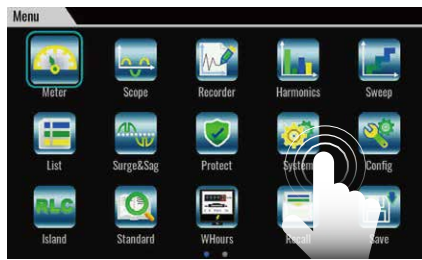 Menu
Meter Scope Recorder Harmonics Sweep
List Surge&Sag Protect System Config
RLC
Island Standard WHours Recall Save